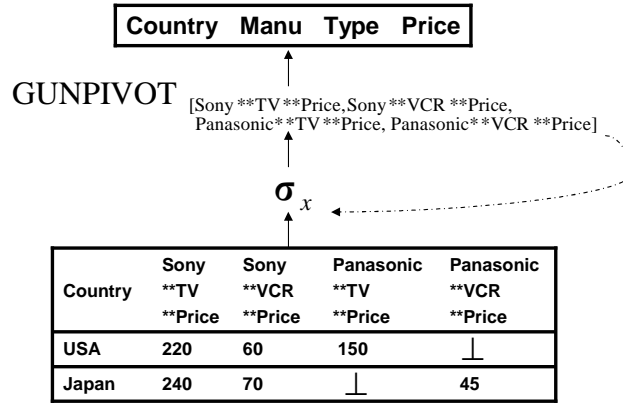 Country Manu Type Price
GUNPIVOT [Sony**TV**Price,Sony**VCR**Price,
Panasonic**TV**Price, Panasonic**VCR**Price]
σ x
Country Sony **TV **Price Sony **VCR **Price Panasonic **TV **Price Panasonic **VCR **Price
USA 220 60 150 ⊥
Japan 240 70 ⊥ 45